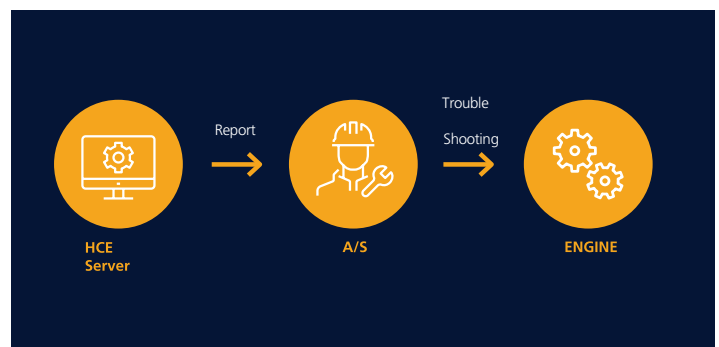 Report
Trouble
Shooting
HCE
Server
A/S
ENGINE